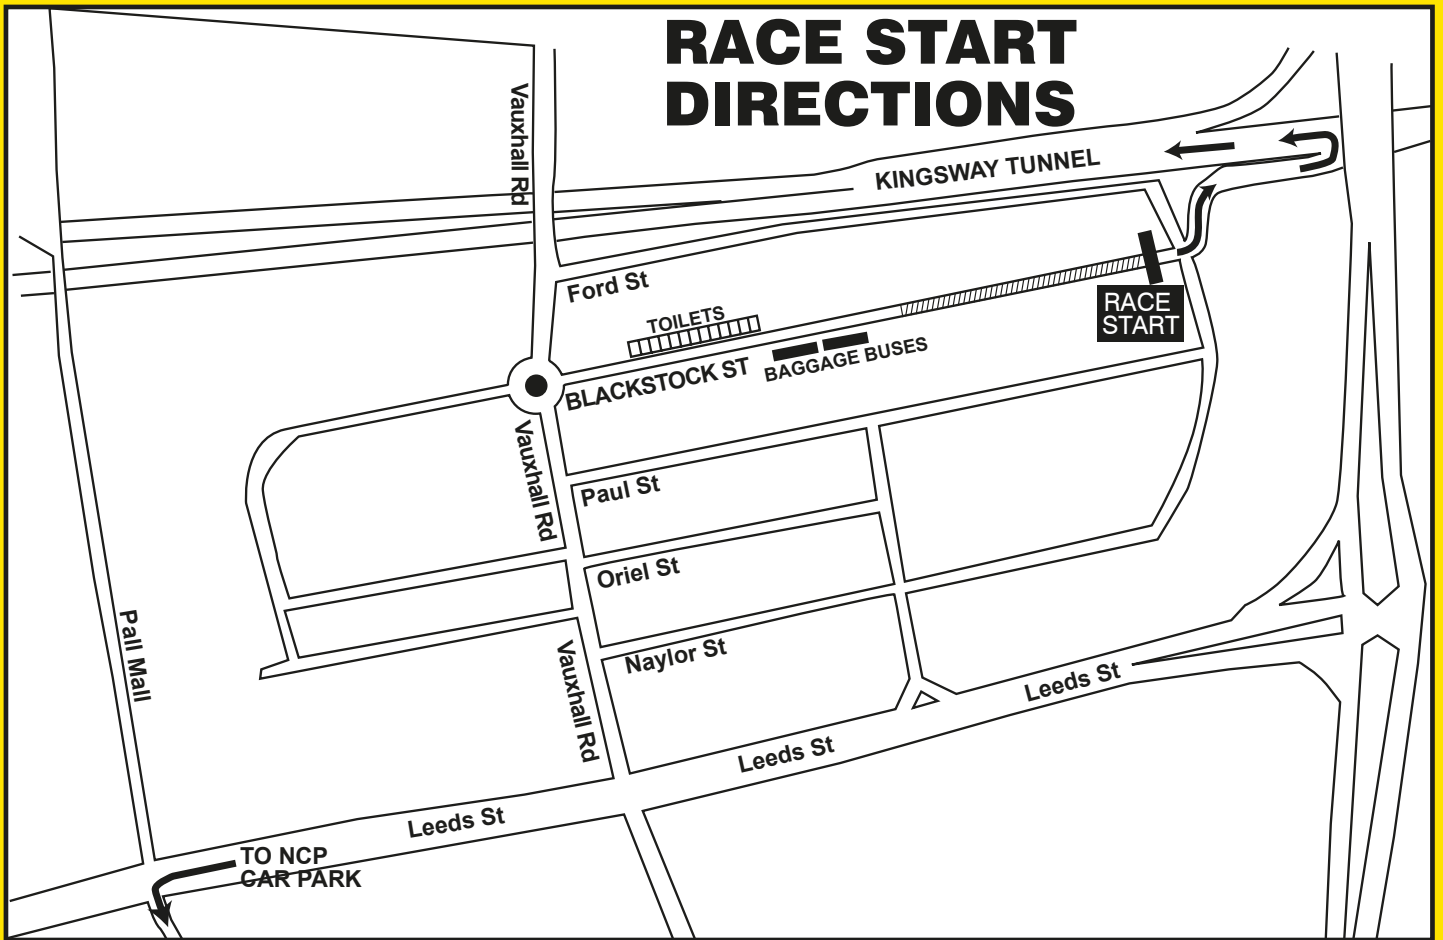 RACE START
DIRECTIONS
Vauxhall Rd
KINGSWAY TUNNEL
Ford St
TOILETS
RACE
START
BLACKSTOCK ST
BAGGAGE BUSES
Vauxhall Rd
Paul St
Oriel St
Pall Mall
Vauxhall Rd
Naylor St
Leeds St
Leeds St
Leeds St
TO NCP
CAR PARK